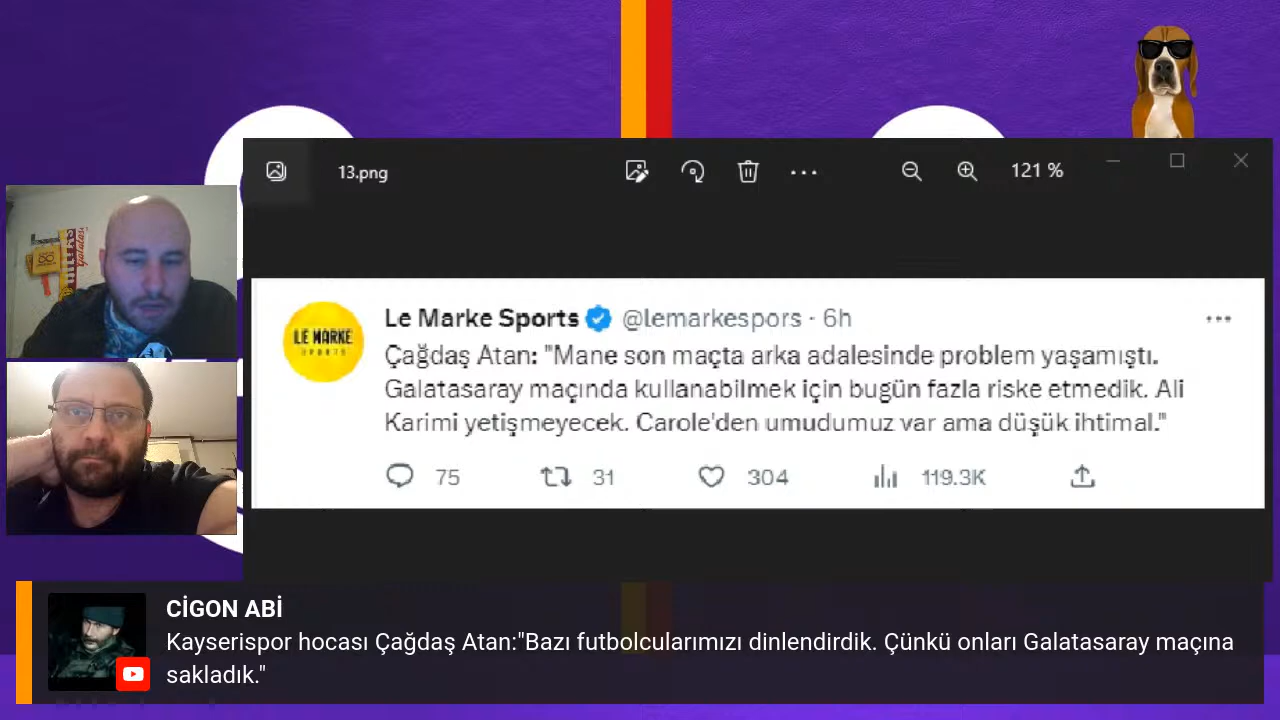 13.png
121 %
LE MARKE
SPORTS
Le Marke Sports @lemarkespors · 6h
Çağdaş Atan: "Mane son maçta arka adalesinde problem yaşamıştı.
Galatasaray maçında kullanabilmek için bugün fazla riske etmedik. Ali
Karimi yetişmeyecek. Carole'den umudumuz var ama düşük ihtimal."
75 31 304 119.3K
CİGON ABİ
Kayserispor hocası Çağdaş Atan:"Bazı futbolcularımızı dinlendirdik. Çünkü onları Galatasaray maçına
sakladık."